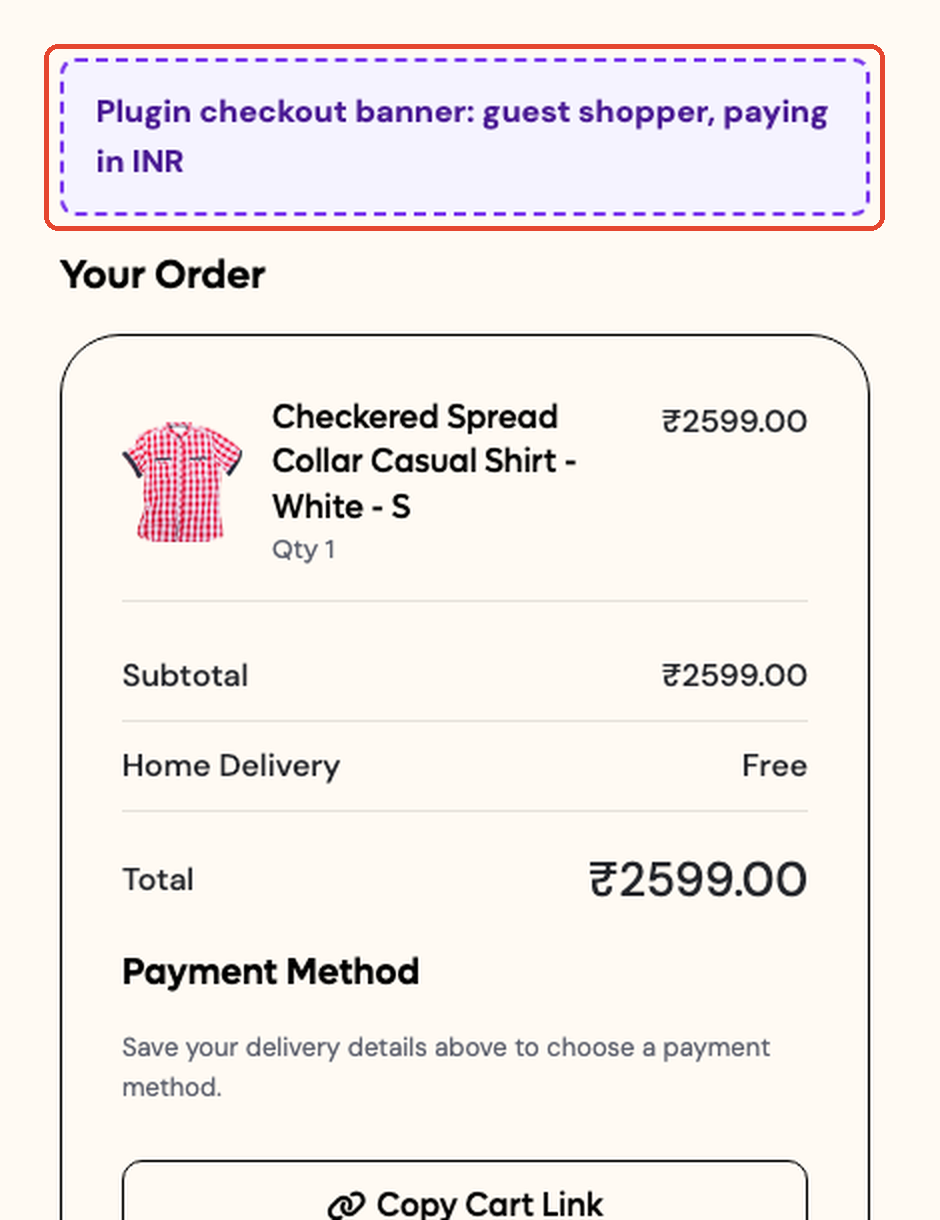 Plugin checkout banner: guest shopper, paying
in INR
Your Order
Checkered Spread
Collar Casual Shirt -
White - S
₹2599.00
Qty 1
Subtotal ₹2599.00
Home Delivery Free
Total ₹2599.00
Payment Method
Save your delivery details above to choose a payment
method.
Copy Cart Link